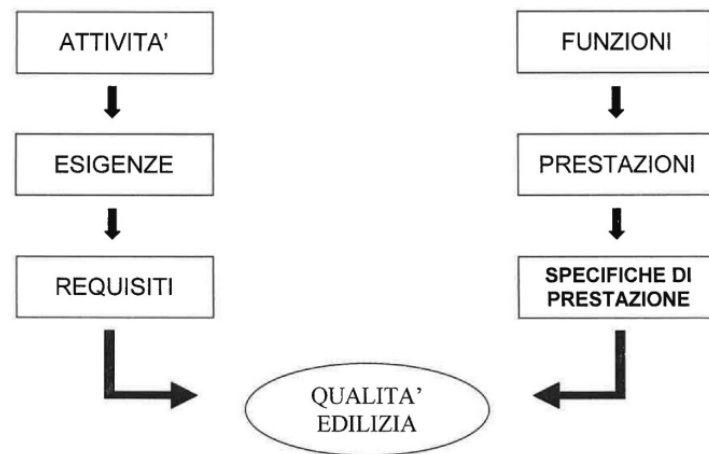 ATTIVITA’
FUNZIONI
ESIGENZE
PRESTAZIONI
REQUISITI
SPECIFICHE DI
PRESTAZIONE
QUALITA’
EDILIZIA